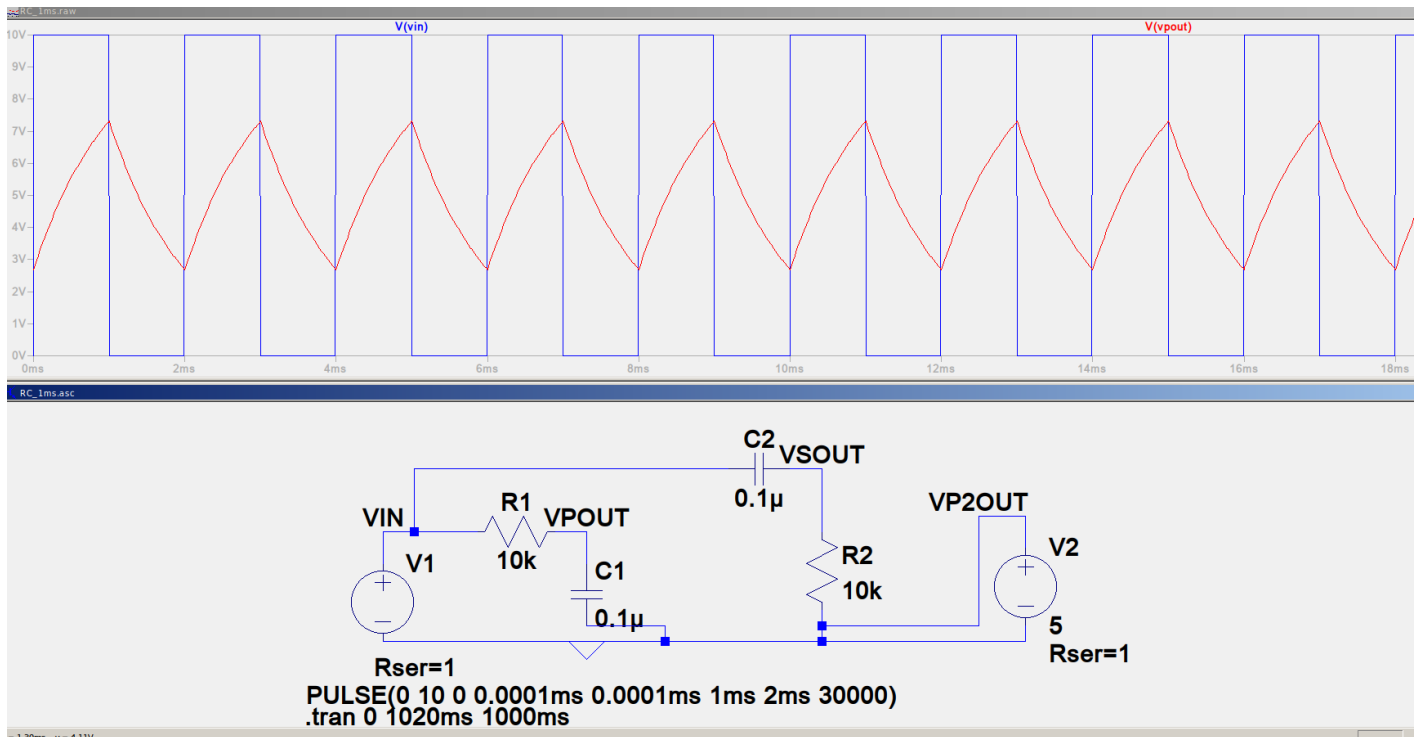 RC_1ms.raw
V(vin) V(vpout)
10V
9V
8V
7V
6V
5V
4V
3V
2V
1V
0V
0ms 2ms 4ms 6ms 8ms 10ms 12ms 14ms 16ms 18ms
RC_1ms.asc
C2
VSOUT
0.1µ
VIN
R1
VPOUT
10k
V1
C1
0.1µ
Rser=1
R2
10k
VP2OUT
V2
5
Rser=1
PULSE(0 10 0 0.0001ms 0.0001ms 1ms 2ms 30000)
.tran 0 1020ms 1000ms